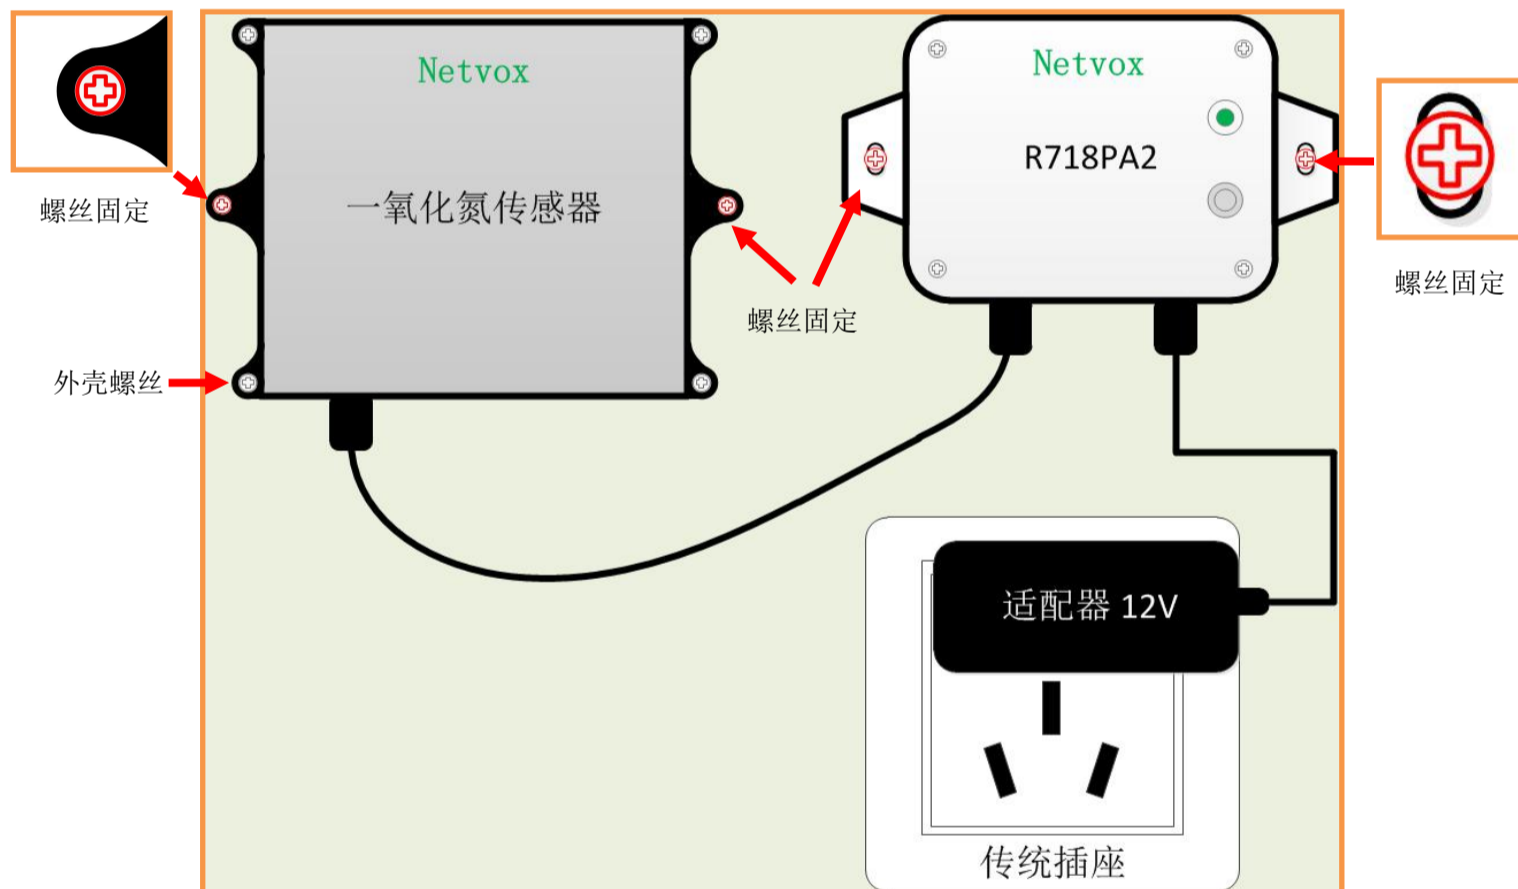 Netvox
一氧化氮传感器
Netvox
R718PA2
螺丝固定
螺丝固定
螺丝固定
外壳螺丝
适配器 12V
传统插座